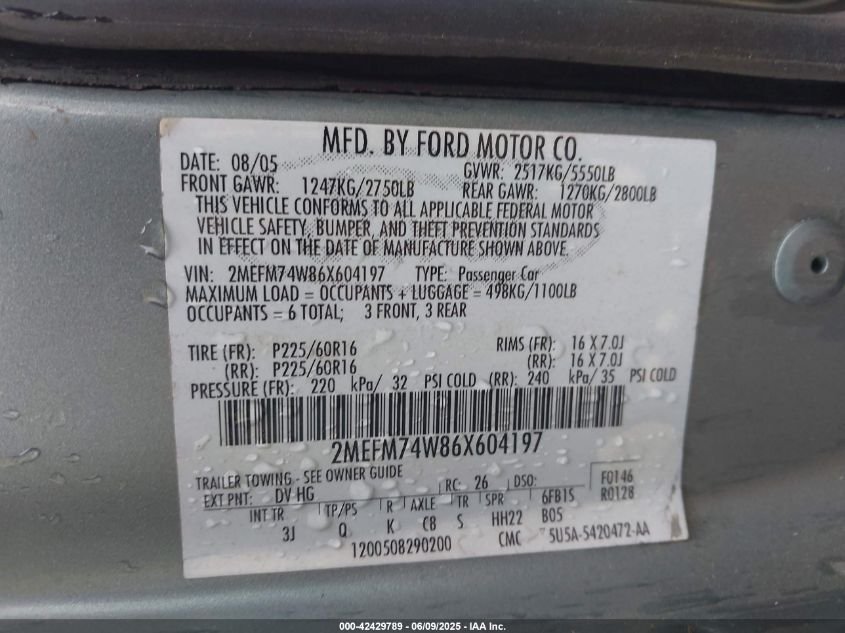 MFD. BY FORD MOTOR CO.
DATE: 08/05 GVWR: 2517KG/5550LB
FRONT GAWR: 1247KG/2750LB REAR GAWR: 1270KG/2800LB
THIS VEHICLE CONFORMS TO ALL APPLICABLE FEDERAL MOTOR
VEHICLE SAFETY, BUMPER, AND THEFT PREVENTION STANDARDS
IN EFFECT ON THE DATE OF MANUFACTURE SHOWN ABOVE.
VIN: 2MEFM74W86X604197 TYPE: Passenger Car
MAXIMUM LOAD = OCCUPANTS + LUGGAGE = 498KG/1100LB
OCCUPANTS = 6 TOTAL; 3 FRONT, 3 REAR
TIRE (FR): P225/60R16 RIMS (FR): 16 X 7.0J
(RR): P225/60R16 (RR): 16 X 7.0J
PRESSURE (FR): 220 kPa/ 32 PSI COLD (RR): 240 kPa/ 35 PSI COLD
2MEFM74W86X604197
TRAILER TOWING - SEE OWNER GUIDE
EXT PNT: DV HG RC: 26 DSO: F0146
R0128
INT TR TP/PS R AXLE TR SPR 6FB15
3J Q K C8 S HH22 B05
1200508290200 CMC 5U5A-5420472-AA
000-42429789 - 06/09/2025 - IAA Inc.